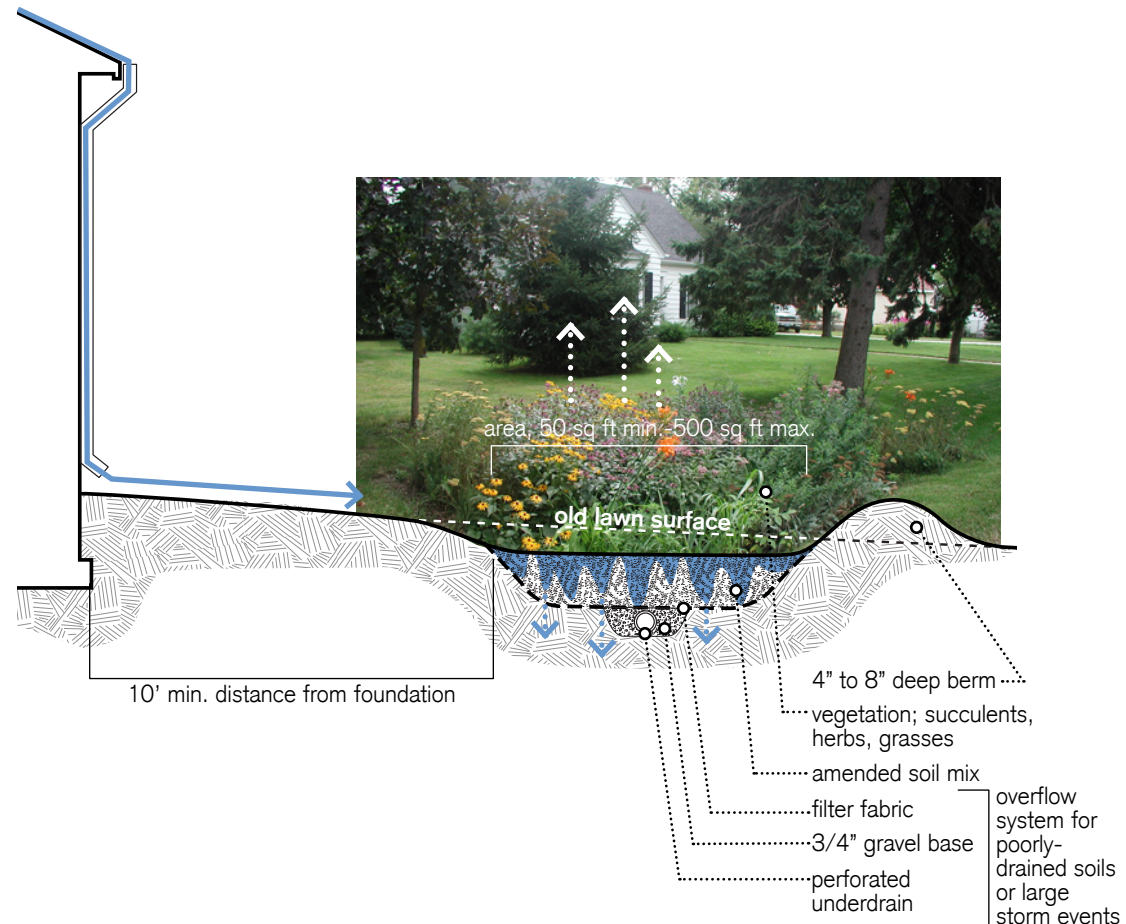 area, 50 sq ft min.-500 sq ft max.
old lawn surface
10’ min. distance from foundation
4” to 8” deep berm
vegetation; succulents,
herbs, grasses
amended soil mix
filter fabric
3/4” gravel base
perforated
underdrain
overflow
system for
poorly-
drained soils
or large
storm events